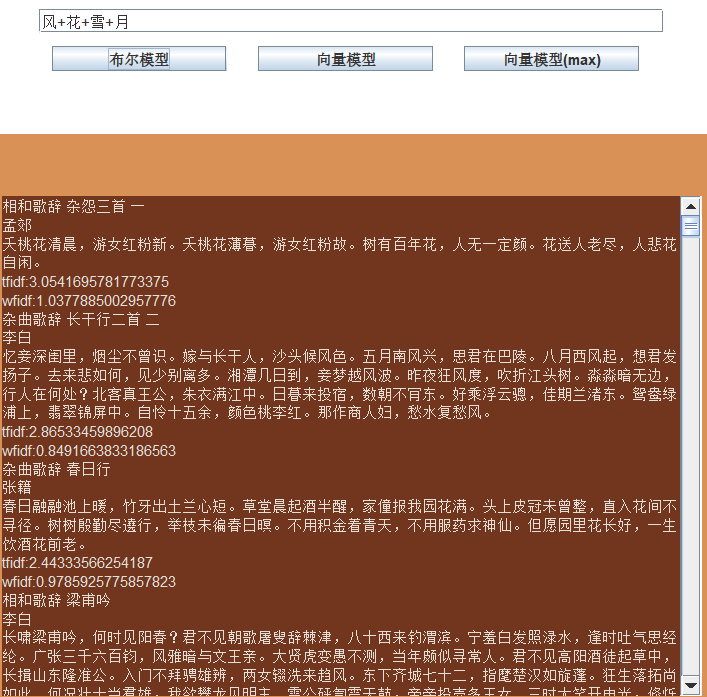 风+花+雪+月
布尔模型 向量模型 向量模型(max)
相和歌辞 杂怨三首 一
孟郊
夭桃花清晨，游女红粉新。夭桃花薄暮，游女红粉故。树有百年花，人无一定颜。花送人老尽，人悲花
自闲。
tfidf:3.0541695781773375
wfidf:1.0377885002957776
杂曲歌辞 长干行二首 二
李白
忆妾深闺里，烟尘不曾识。嫁与长干人，沙头候风色。五月南风兴，思君在巴陵。八月西风起，想君发
扬子。去来悲如何，见少别离多。湘潭几日到，妾梦越风波。昨夜狂风度，吹折江头树。淼淼暗无边，
行人在何处？北客真王公，朱衣满江中。日暮来投宿，数朝不肎东。好乘浮云骢，佳期兰渚东。鸳鸯绿
浦上，翡翠锦屏中。自怜十五余，颜色桃李红。那作商人妇，愁水复愁风。
tfidf:2.86533459896208
wfidf:0.8491663833186563
杂曲歌辞 春日行
张籍
春日融融池上暖，竹牙出土兰心短。草堂晨起酒半醒，家僮报我园花满。头上皮冠未曾整，直入花间不
寻径。树树殷勤尽遶行，举枝未徧春日暝。不用积金着青天，不用服药求神仙。但愿园里花长好，一生
饮酒花前老。
tfidf:2.44333566254187
wfidf:0.9785925775857823
相和歌辞 梁甫吟
李白
长啸梁甫吟，何时见阳春？君不见朝歌屠叟辞棘津，八十西来钓渭滨。宁羞白发照渌水，逢时吐气思经
纶。广张三千六百钧，风雅暗与文王亲。大贤虎变愚不测，当年颇似寻常人。君不见高阳酒徒起草中，
长揖山东隆准公。入门不拜骋雄辨，两女辍洗来趋风。东下齐城七十二，指麾楚汉如旋蓬。狂生落拓尚
如此，何况壮士当群雄。我欲攀龙见明主，雷公砰訇震天鼓。帝旁投壶多玉女，三时大笑开电光，倏烁